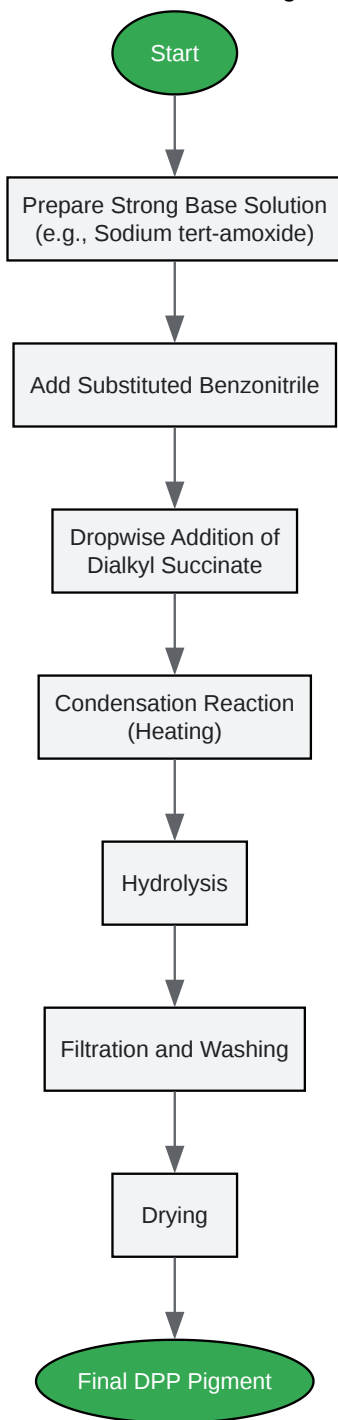 Start
Prepare Strong Base Solution
(e.g., Sodium tert-amoxide)
Add Substituted Benzonitrile
Dropwise Addition of
Dialkyl Succinate
Condensation Reaction
(Heating)
Hydrolysis
Filtration and Washing
Drying
Final DPP Pigment